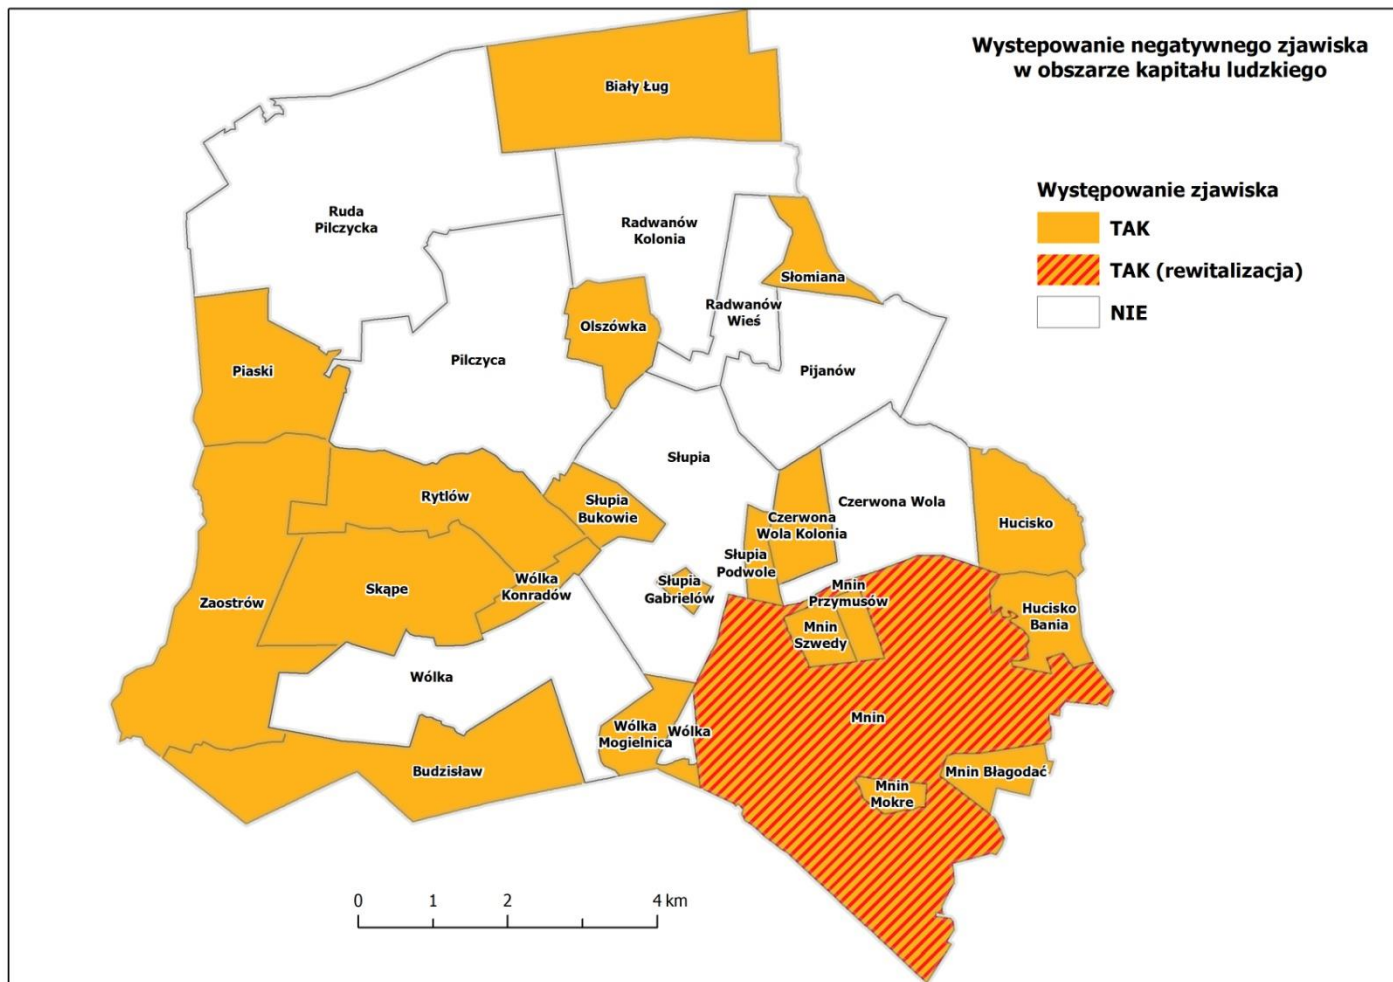 Wystepowanie negatywnego zjawiska
w obszarze kapitału ludzkiego
Występowanie zjawiska
TAK
TAK (rewitalizacja)
NIE
Biały Ług
Ruda
Pilczycka
Radwanów
Kolonia
Słomiana
Radwanów
Wieś
Olszówka
Pilczyca
Piaski
Pijanów
Słupia
Rytlów
Słupia
Bukowie
Czerwona Wola
Czerwona
Wola Kolonia
Hucisko
Słupia
Podwole
Słupia
Gabrielów
Wólka
Konradów
Skąpe
Zaostrów
Mnin
Przymusów
Mnin
Szwedy
Hucisko
Bania
Wólka
Mnin
Wólka
Mogielnica
Wólka
Budzisław
Mnin Błagodać
Mnin
Mokre
0 1 2 4 km